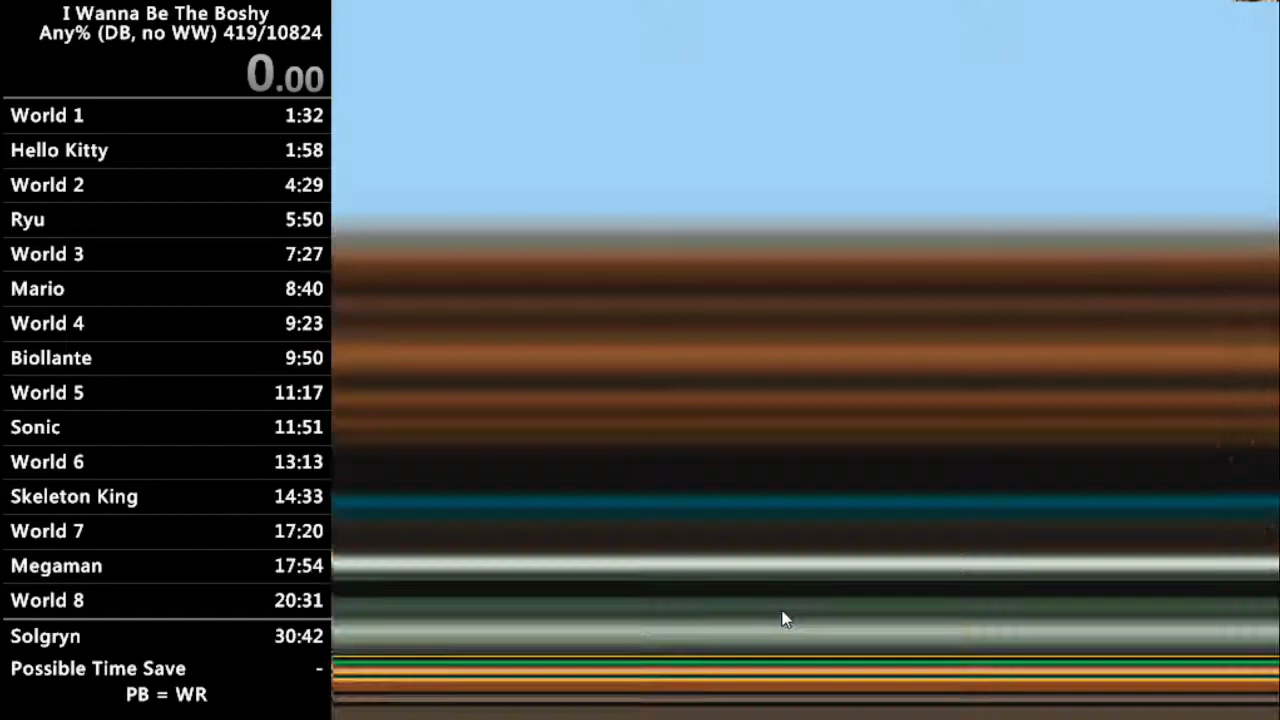 I Wanna Be The Boshy
Any% (DB, no WW) 419/10824
0.00
World 1 1:32
Hello Kitty 1:58
World 2 4:29
Ryu 5:50
World 3 7:27
Mario 8:40
World 4 9:23
Biollante 9:50
World 5 11:17
Sonic 11:51
World 6 13:13
Skeleton King 14:33
World 7 17:20
Megaman 17:54
World 8 20:31
Solgryn 30:42
Possible Time Save -
PB = WR